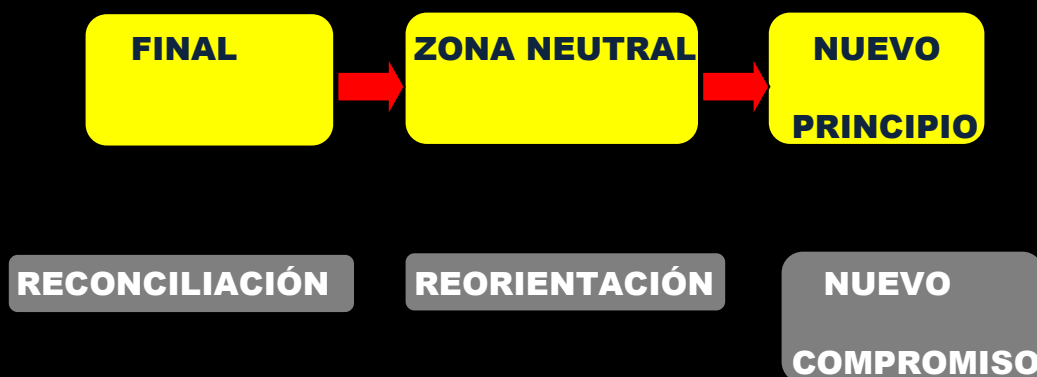 FINAL
ZONA NEUTRAL
NUEVO
PRINCIPIO
RECONCILIACIÓN
REORIENTACIÓN
NUEVO
COMPROMISO